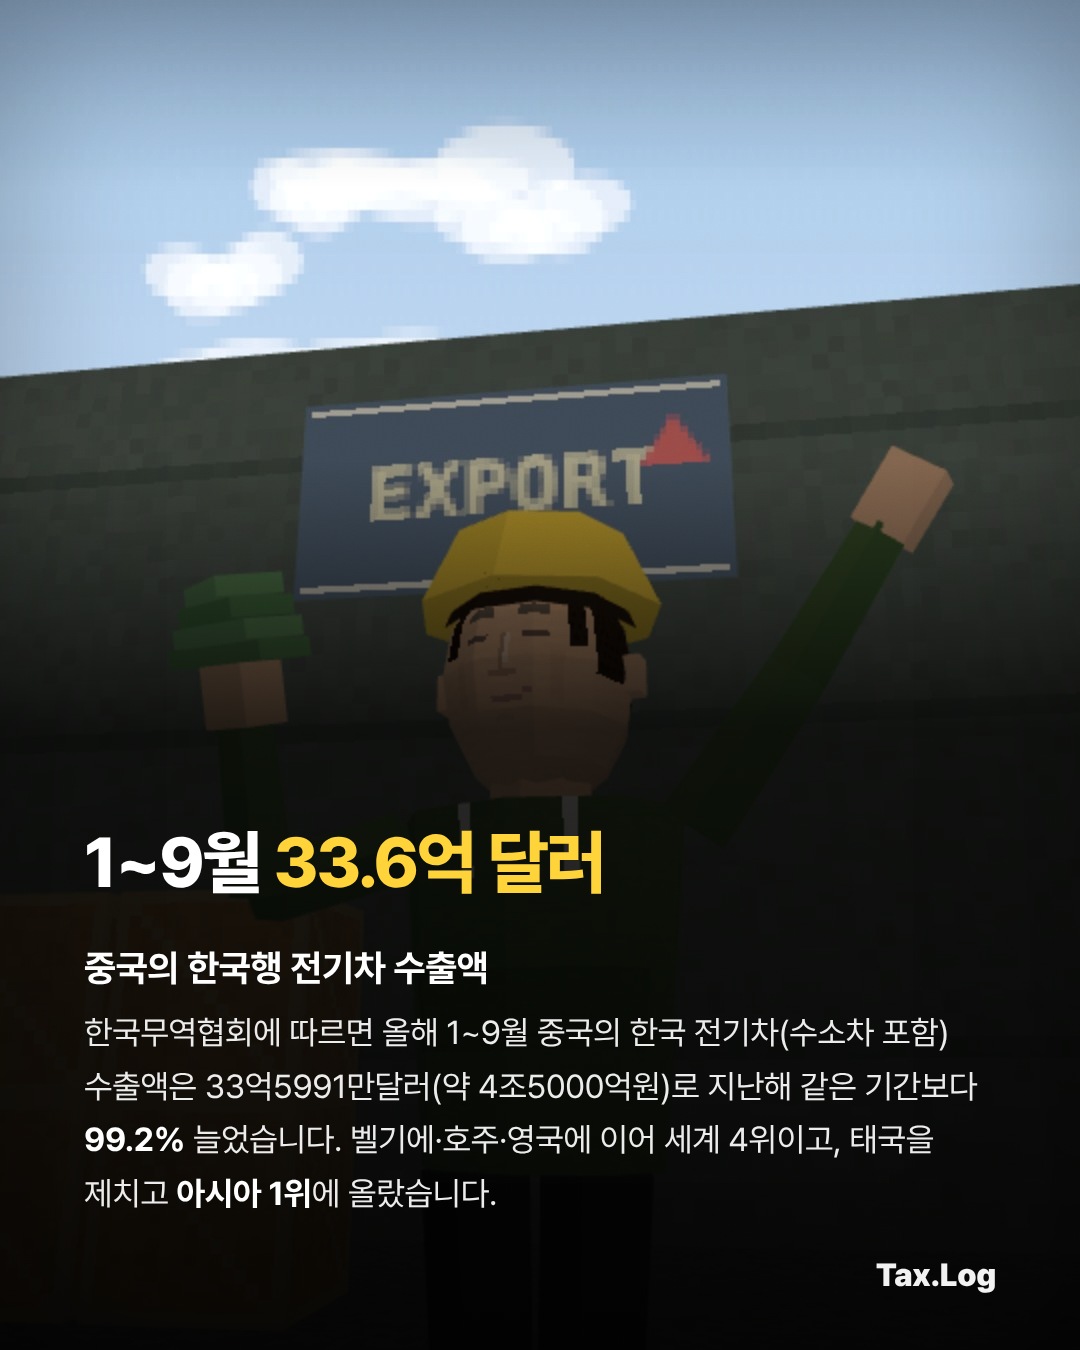 EXPORT
1~9월 33.6억 달러
중국의 한국행 전기차 수출액
한국무역협회에 따르면 올해 1~9월 중국의 한국 전기차(수소차 포함)
수출액은 33억5991만달러(약 4조5000억원)로 지난해 같은 기간보다
99.2% 늘었습니다. 벨기에·호주·영국에 이어 세계 4위이고, 태국을
제치고 아시아 1위에 올랐습니다.
Tax.Log